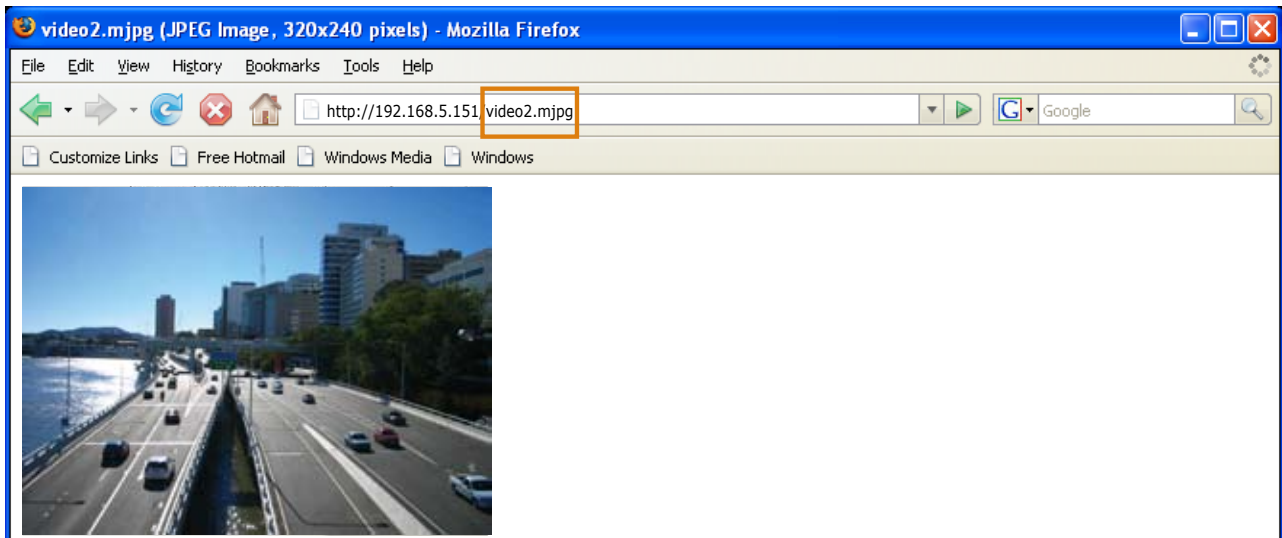 video2.mjpg (JPEG Image, 320x240 pixels) - Mozilla Firefox
File Edit View History Bookmarks Tools Help
http://192.168.5.151/video2.mjpg G Google
Customize Links Free Hotmail Windows Media Windows